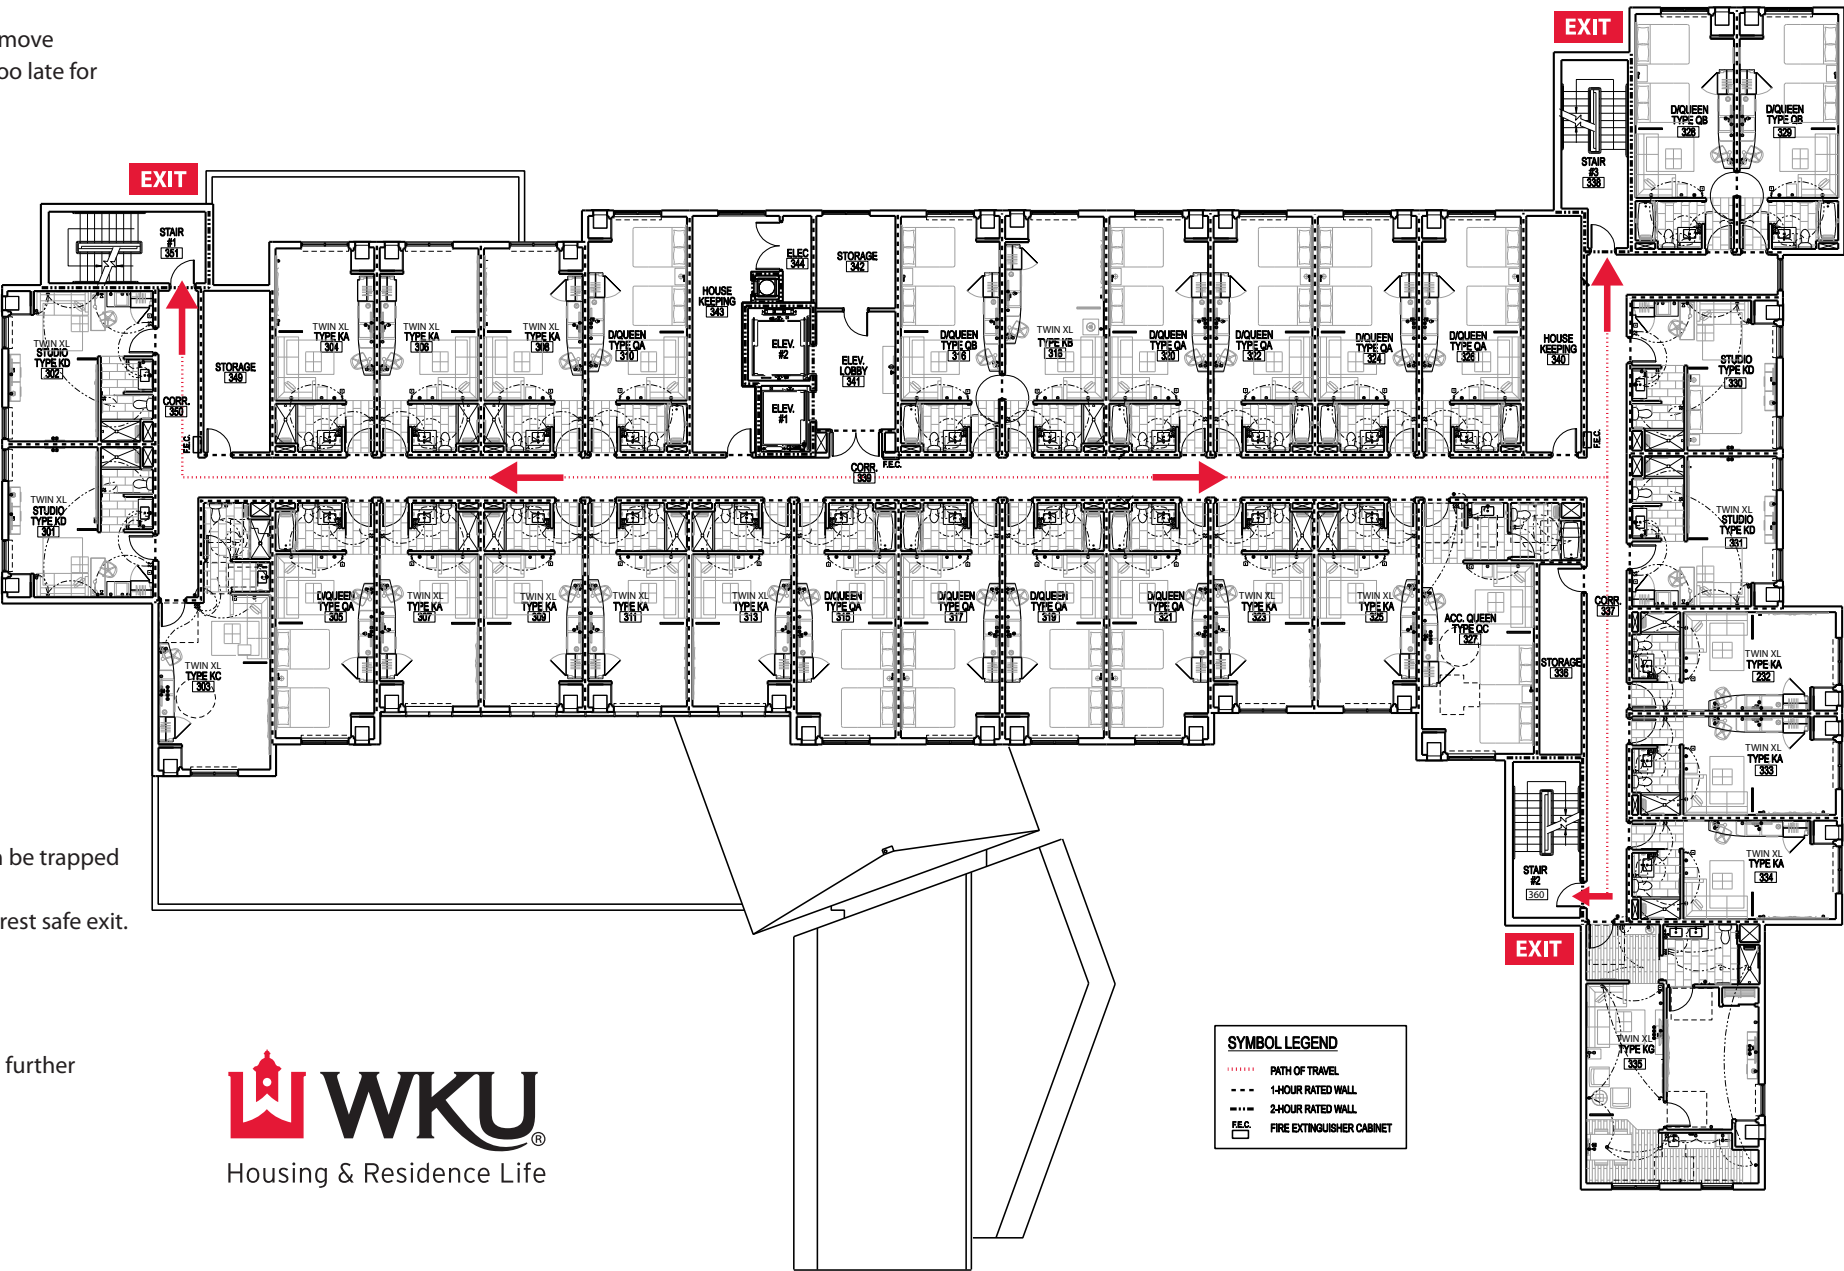 move
oo late for
EXIT
EXIT
D/QUEEN
TYPE QB
328
D/QUEEN
TYPE QB
329
STAIR
#3
338
STAIR
#1
351
ELEC
344
STORAGE
342
HOUSE
KEEPING
343
TWIN XL
STUDIO
TYPE KD
302
CORR.
350
F.E.C.
STORAGE
349
TWIN XL
TYPE KA
304
TWIN XL
TYPE KA
306
TWIN XL
TYPE KA
308
D/QUEEN
TYPE QA
310
ELEV.
#2
ELEV.
#1
ELEV.
LOBBY
341
D/QUEEN
TYPE QB
316
TWIN XL
TYPE KB
318
D/QUEEN
TYPE QA
320
D/QUEEN
TYPE QA
322
D/QUEEN
TYPE QA
324
D/QUEEN
TYPE QA
326
HOUSE
KEEPING
340
F.E.C.
STUDIO
TYPE KD
330
CORR.
339
F.E.C.
TWIN XL
STUDIO
TYPE KD
301
TWIN XL
STUDIO
TYPE KD
331
TWIN XL
TYPE KC
303
D/QUEEN
TYPE QA
305
TWIN XL
TYPE KA
307
TWIN XL
TYPE KA
309
TWIN XL
TYPE KA
311
TWIN XL
TYPE KA
313
D/QUEEN
TYPE QA
315
D/QUEEN
TYPE QA
317
D/QUEEN
TYPE QA
319
D/QUEEN
TYPE QA
321
TWIN XL
TYPE KA
323
TWIN XL
TYPE KA
325
ACC. QUEEN
TYPE QC
327
STORAGE
336
CORR.
337
TWIN XL
TYPE KA
232
TWIN XL
TYPE KA
333
TWIN XL
TYPE KA
334
STAIR
#2
360
EXIT
TWIN XL
TYPE KG
335
n be trapped
rest safe exit.
further
WKU®
Housing & Residence Life
SYMBOL LEGEND
PATH OF TRAVEL
1-HOUR RATED WALL
2-HOUR RATED WALL
F.E.C. FIRE EXTINGUISHER CABINET